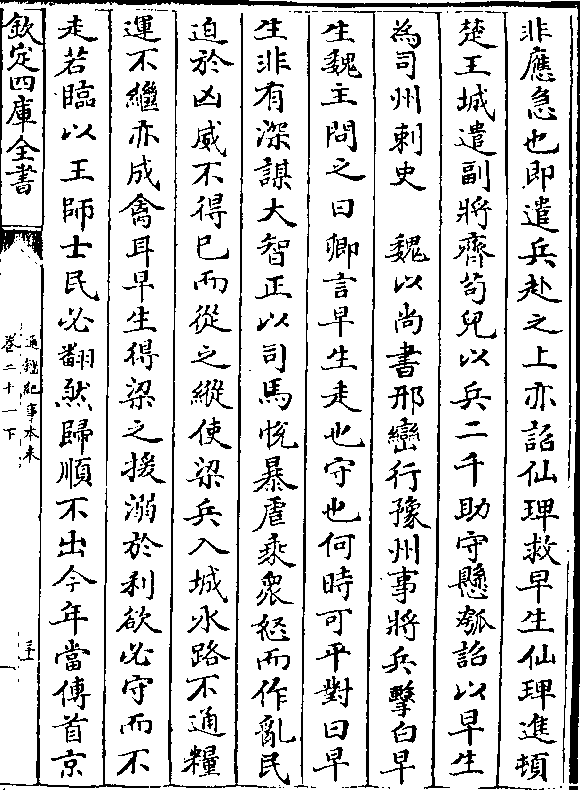 非應急也即遣兵赴之上亦詔仙琕救早生仙琕進頓
楚王城遣副將齊茍兒以兵二千助守懸瓠詔以早生
為司州刺史　魏以尚書邢巒行豫州事將兵擊白早
生魏主問之曰卿言早生走也守也何時可平對曰早
生非有深謀大智正以司馬悅暴虐乘衆怒而作亂民
迫於凶威不得已而從之縱使梁兵入城水路不通糧
運不繼亦成禽耳早生得梁之援溺於利欲必守而不
走若臨以王師士民必翻然歸順不出今年當傳首京
欽定四庫全書
通鑑紀事本末
卷二十一下